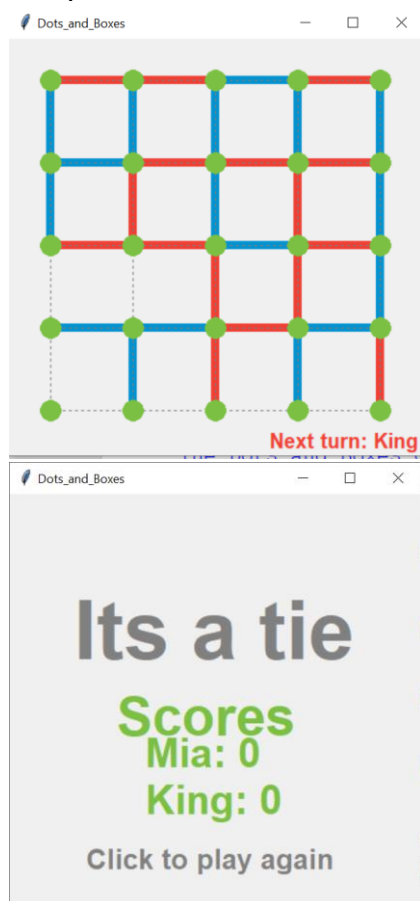 Dots_and_Boxes
Next turn: King
Dots_and_Boxes
Its a tie
Scores
Mia: 0
King: 0
Click to play again